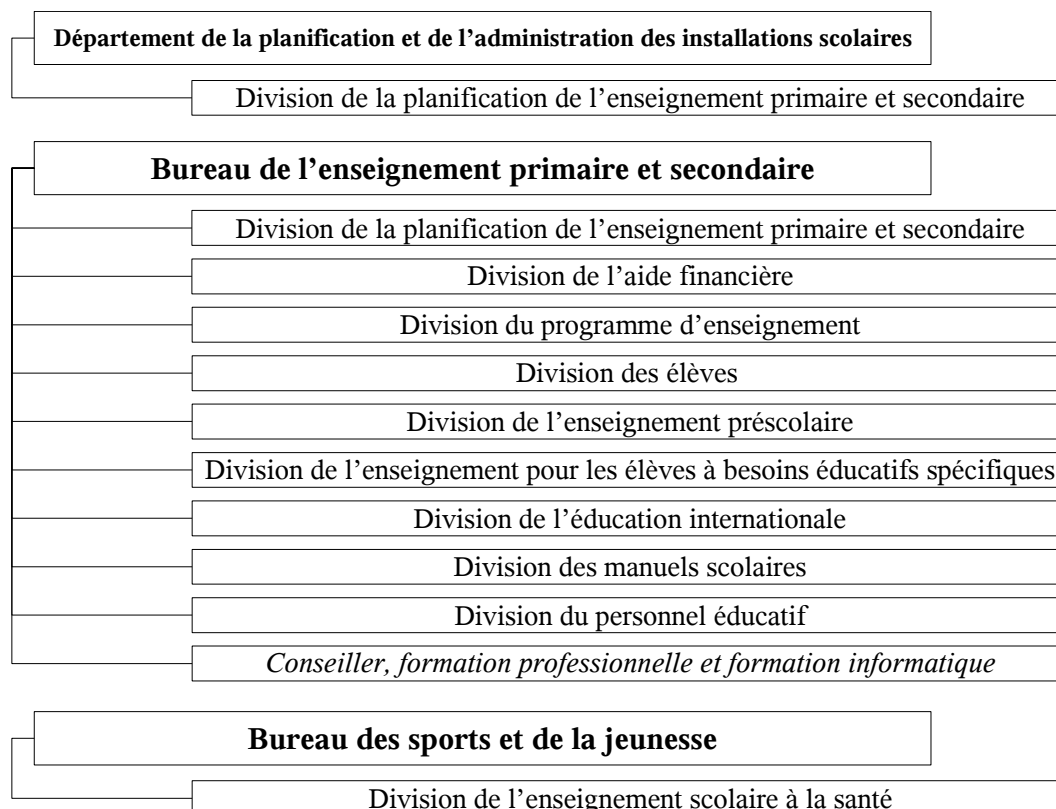 Département de la planification et de l’administration des installations scolaires
Division de la planification de l’enseignement primaire et secondaire
Bureau de l’enseignement primaire et secondaire
Division de la planification de l’enseignement primaire et secondaire
Division de l’aide financière
Division du programme d’enseignement
Division des élèves
Division de l’enseignement préscolaire
Division de l’enseignement pour les élèves à besoins éducatifs spécifiques
Division de l’éducation internationale
Division des manuels scolaires
Division du personnel éducatif
Conseiller, formation professionnelle et formation informatique
Bureau des sports et de la jeunesse
Division de l’enseignement scolaire à la santé